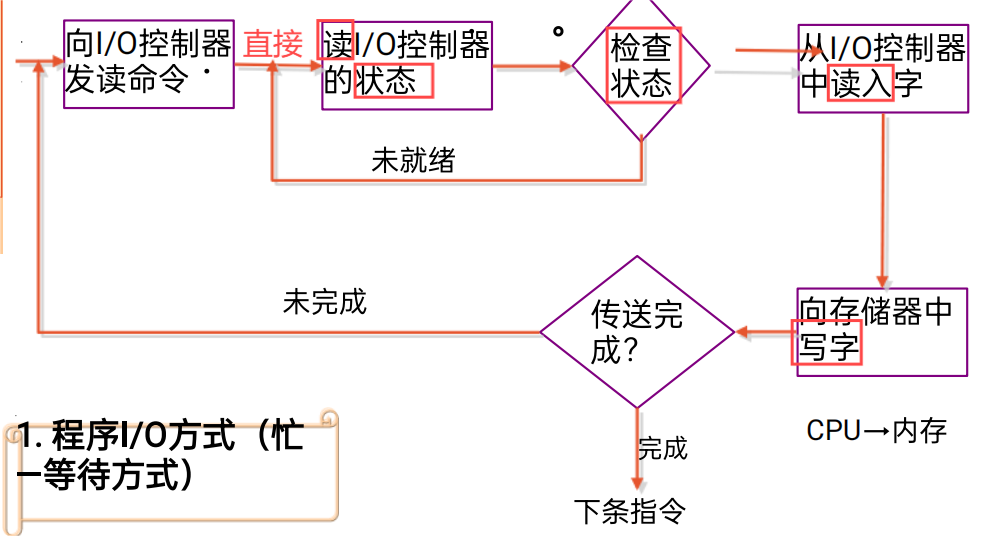 向I/O控制器
发读命令
直接
读I/O控制器
的状态
检查
状态
从I/O控制器
中读入字
未就绪
未完成
传送完
成?
向存储器中
写字
CPU→内存
完成
下条指令
1. 程序I/O方式（忙
—等待方式）